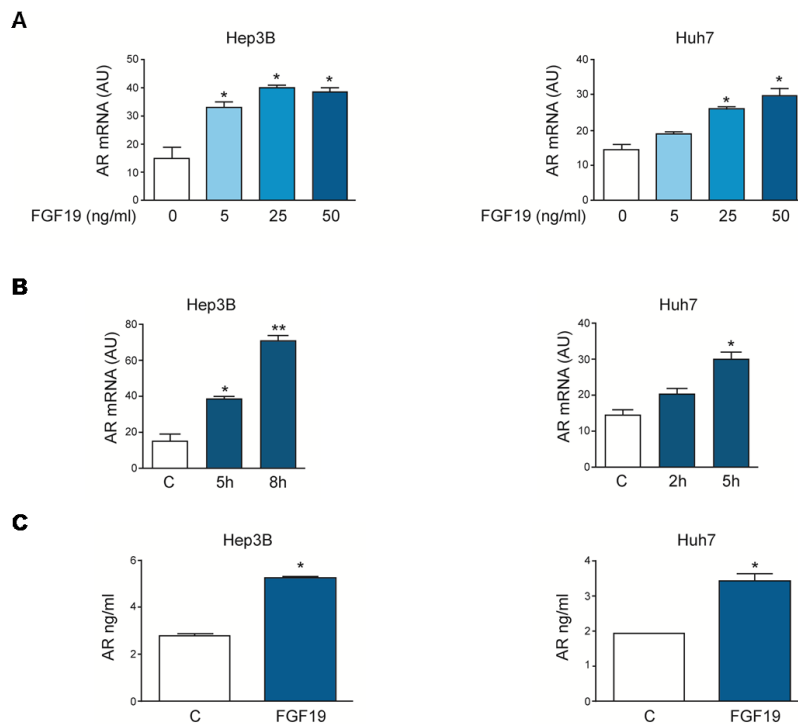 A
Hep3B
AR mRNA (AU)
50
40
30
20
10
0
*
*
*
FGF19 (ng/ml) 0 5 25 50
Huh7
AR mRNA (AU)
40
30
20
10
0
*
*
FGF19 (ng/ml) 0 5 25 50
B
Hep3B
AR mRNA (AU)
80
60
40
20
0
*
**
C 5h 8h
Huh7
AR mRNA (AU)
40
30
20
10
0
*
C 2h 5h
C
Hep3B
AR ng/ml
6
4
2
0
*
C FGF19
Huh7
AR ng/ml
4
3
2
1
0
*
C FGF19